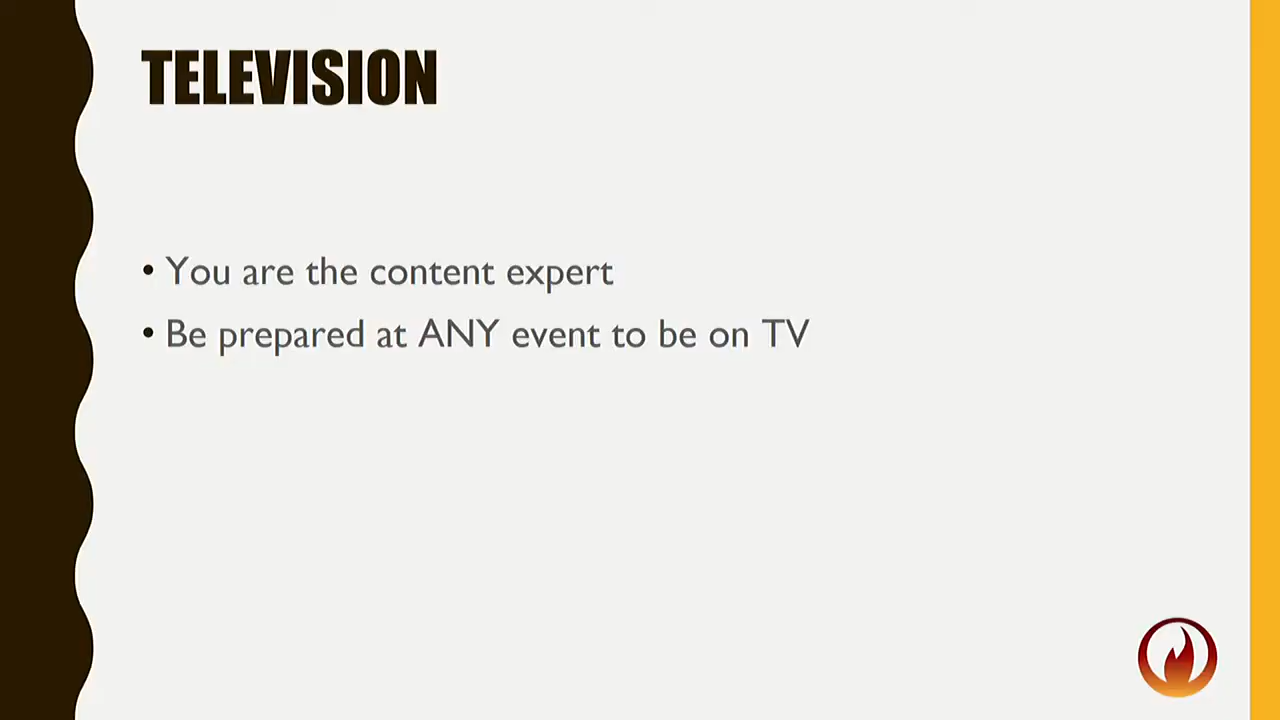 TELEVISION
• You are the content expert
• Be prepared at ANY event to be on TV